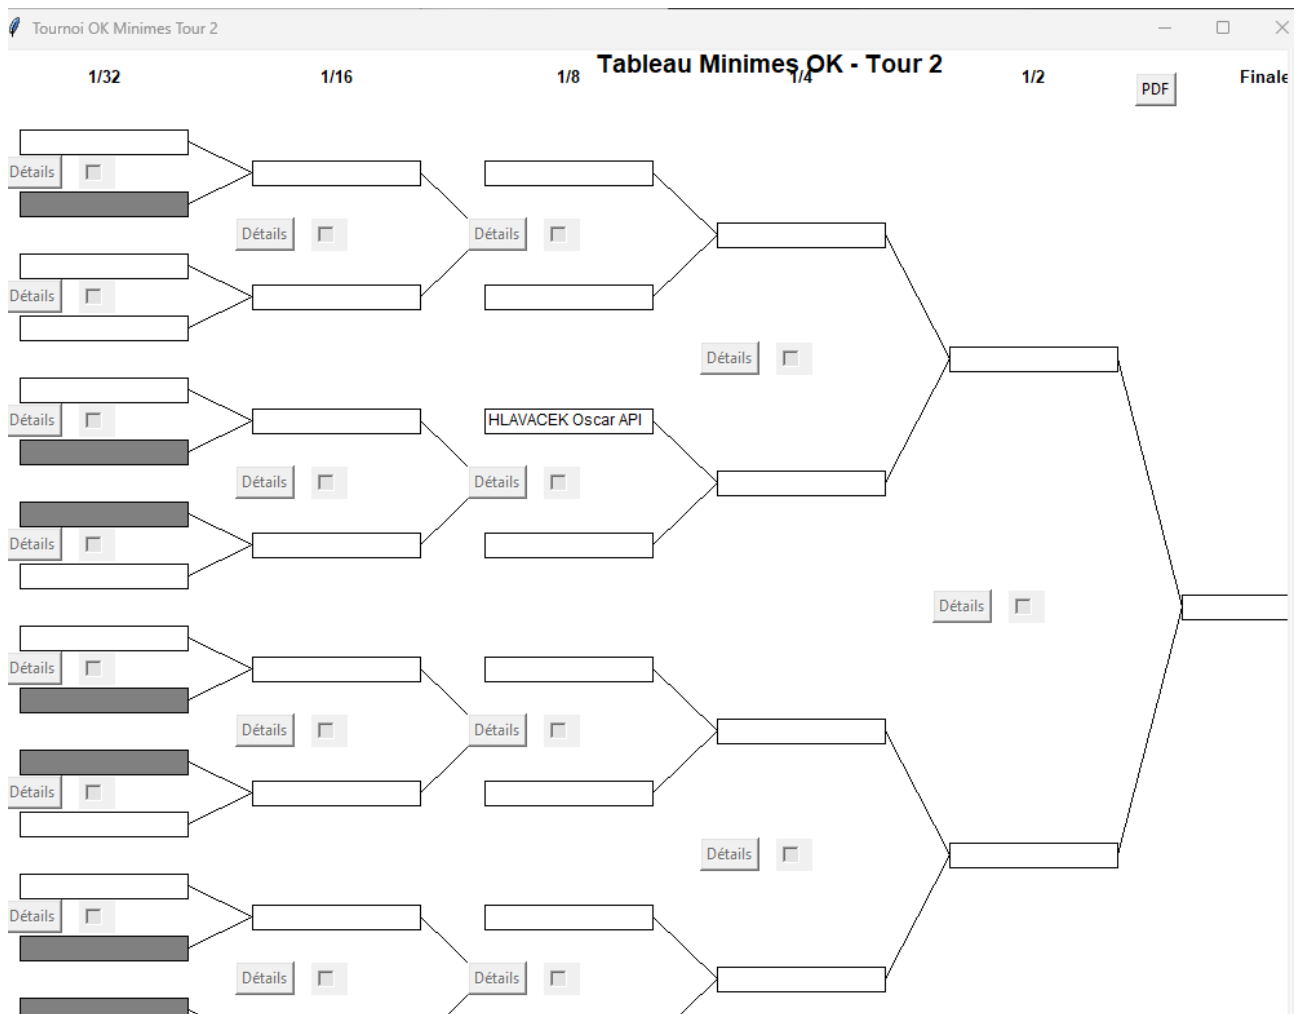 Tournoi OK Minimes Tour 2
Tableau Minimes OK - Tour 2
1/32 1/16 1/8 1/4 1/2 Finale
PDF
Détails
Détails Détails
Détails
Détails
HLAVACEK Oscar API
Détails
Détails Détails
Détails
Détails
Détails
Détails Détails
Détails
Détails
Détails
Détails Détails